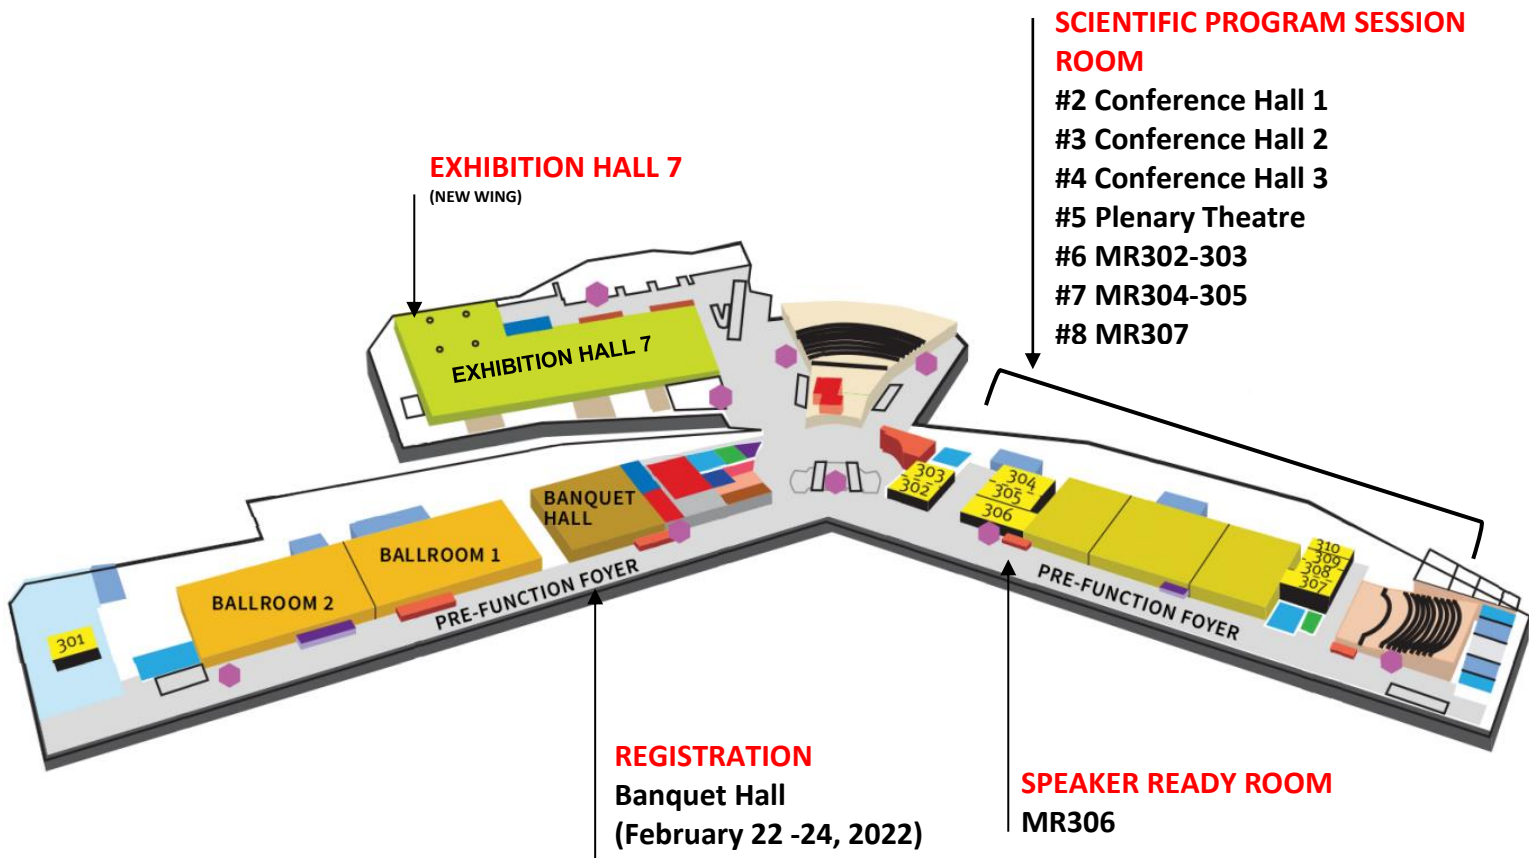 SCIENTIFIC PROGRAM SESSION
ROOM
#2 Conference Hall 1
#3 Conference Hall 2
#4 Conference Hall 3
#5 Plenary Theatre
#6 MR302-303
#7 MR304-305
#8 MR307
EXHIBITION HALL 7
(NEW WING)
EXHIBITION HALL 7
303
302
304
305
306
BANQUET
HALL
BALLROOM 1
BALLROOM 2
310
309
308
307
PRE-FUNCTION FOYER
PRE-FUNCTION FOYER
301
REGISTRATION
Banquet Hall
(February 22 -24, 2022)
SPEAKER READY ROOM
MR306